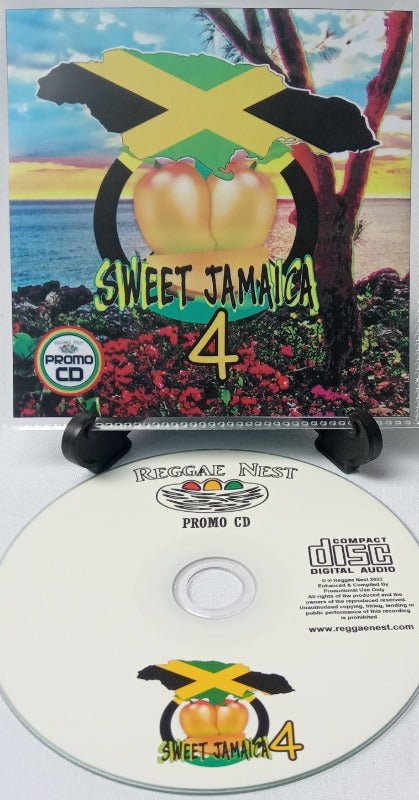 SWEET JAMAICA
4
PROMO
CD
REGGAE NEST
PROMO CD
COMPACT
disc
DIGITAL AUDIO
Reggae Nest 2022
Enhanced & Compiled By
Promotional Use Only
All rights of the produced and the
owners of the reproduced reserved.
Unauthorised copying, hiring, lending or
public performance of this recording
is prohibited
www.reggaenest.com
SWEET JAMAICA 4